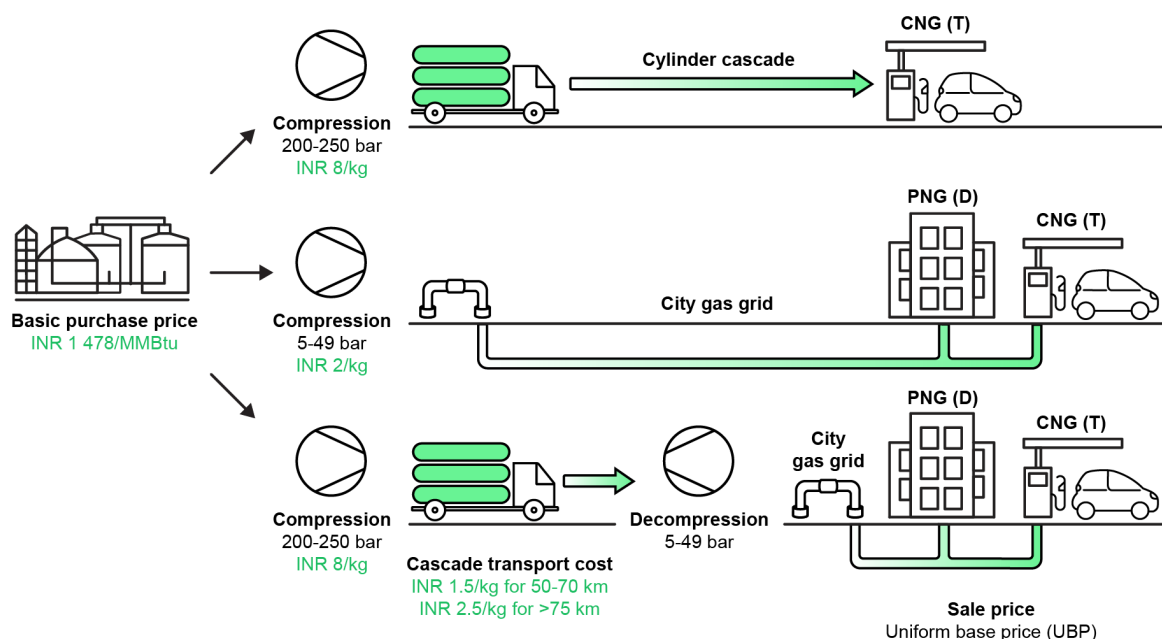 CNG (T)
Cylinder cascade
Compression
200-250 bar
INR 8/kg
Basic purchase price
INR 1 478/MMBtu
Compression
5-49 bar
INR 2/kg
City gas grid
PNG (D)
CNG (T)
Compression
200-250 bar
INR 8/kg
Cascade transport cost
INR 1.5/kg for 50-70 km
INR 2.5/kg for >75 km
Decompression
5-49 bar
City
gas grid
PNG (D)
CNG (T)
Sale price
Uniform base price (UBP)